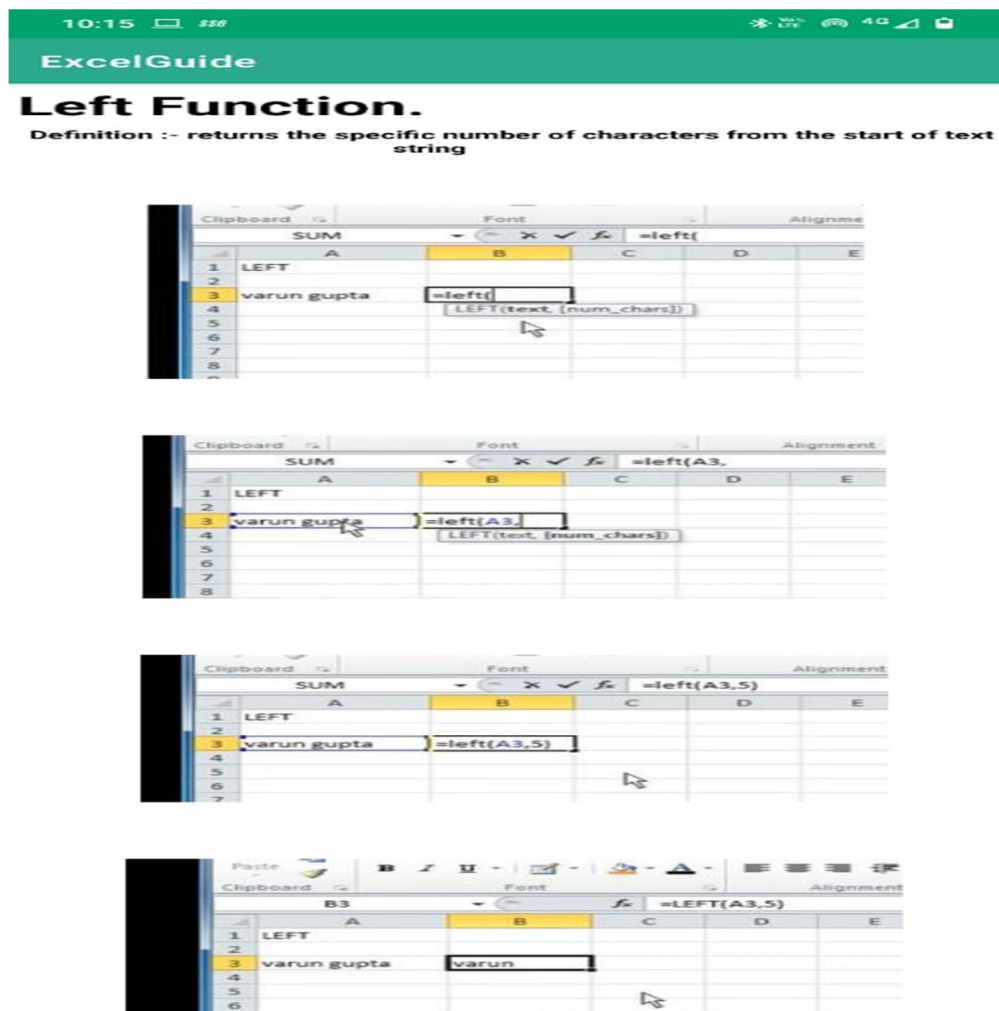 10:15
4G
ExcelGuide
Left Function.
Definition :- returns the specific number of characters from the start of text
string
Clipboard Font Alignme
SUM =left(
A B C D E
1 LEFT
2
3 varun gupta =left(
4 LEFT(text, [num_chars])
5
6
7
8
Clipboard Font Alignment
SUM =left(A3,
A B C D E
1 LEFT
2
3 varun gupta =left(A3,
4 LEFT(text, [num_chars])
5
6
7
8
Clipboard Font Alignment
SUM =left(A3,5)
A B C D E
1 LEFT
2
3 varun gupta =left(A3,5)
4
5
6
7
Paste B I U A
Clipboard Font Alignment
B3 fx =LEFT(A3,5)
A B C D E
1 LEFT
2
3 varun gupta varun
4
5
6